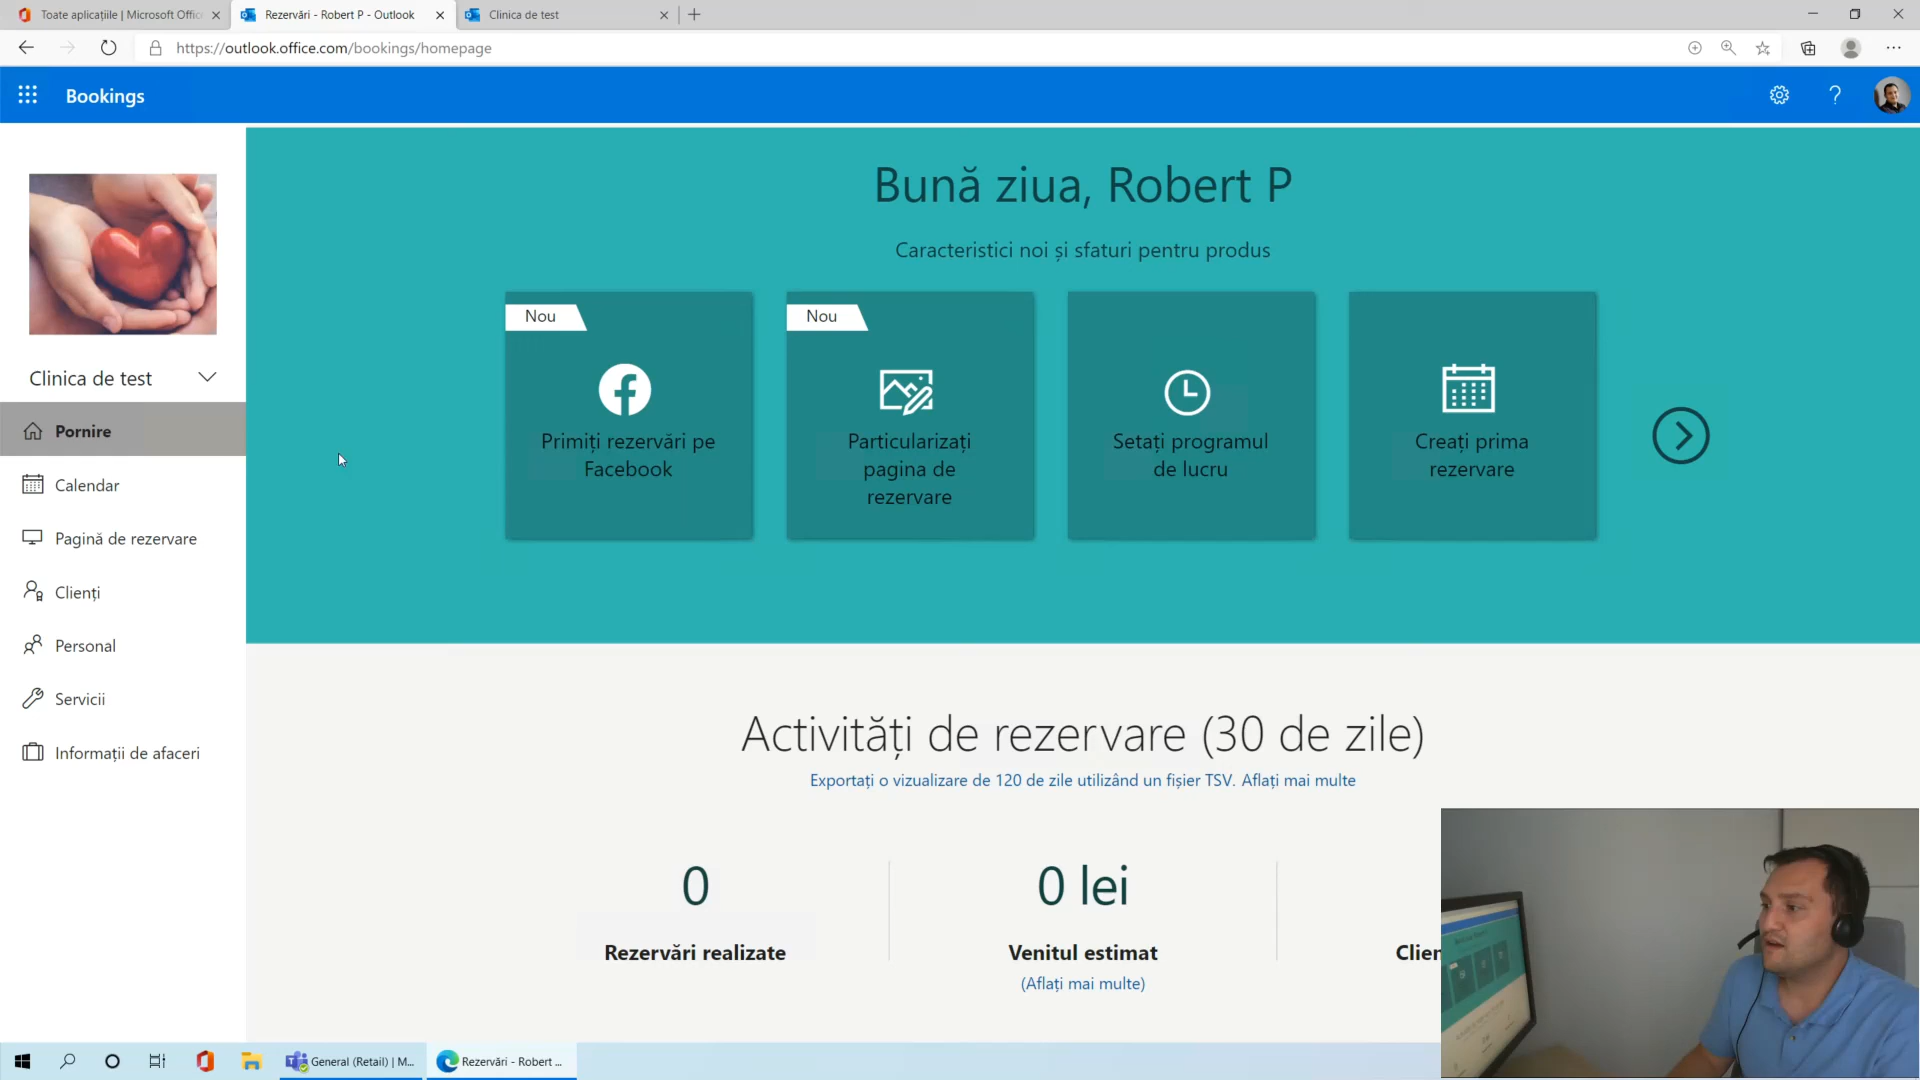 Toate aplicațiile | Microsoft Offic
Rezervări - Robert P - Outlook
Clinica de test
https://outlook.office.com/bookings/homepage
Bookings
Bună ziua, Robert P
Caracteristici noi și sfaturi pentru produs
Nou
Primiți rezervări pe
Facebook
Nou
Particularizați
pagina de
rezervare
Setați programul
de lucru
Creați prima
rezervare
Clinica de test
Pornire
Calendar
Pagină de rezervare
Clienți
Personal
Servicii
Informații de afaceri
Activități de rezervare (30 de zile)
Exportați o vizualizare de 120 de zile utilizând un fișier TSV. Aflați mai multe
0
Rezervări realizate
0 lei
Venitul estimat
(Aflați mai multe)
Clien
General (Retail) | M...
Rezervări - Robert ...